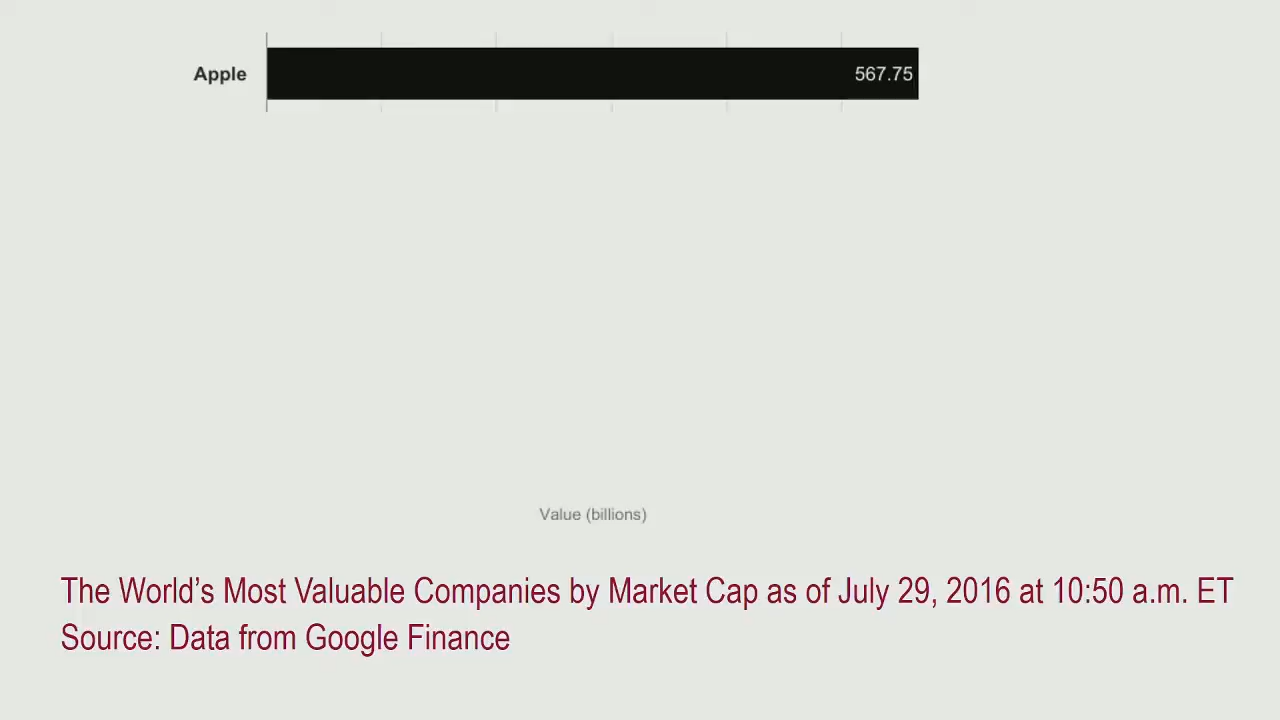 Apple
567.75
Value (billions)
The World’s Most Valuable Companies by Market Cap as of July 29, 2016 at 10:50 a.m. ET
Source: Data from Google Finance